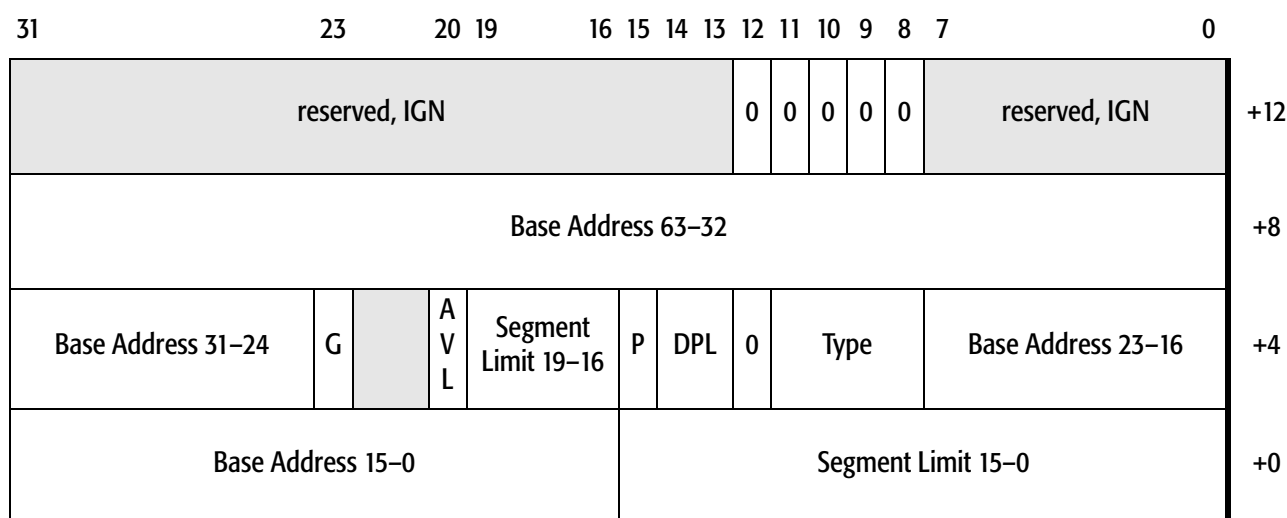 31 23 20 19 16 15 14 13 12 11 10 9 8 7 0
reserved, IGN 0 0 0 0 0 reserved, IGN +12
Base Address 63–32 +8
Base Address 31–24 G A V L Segment Limit 19–16 P DPL 0 Type Base Address 23–16 +4
Base Address 15–0 Segment Limit 15–0 +0